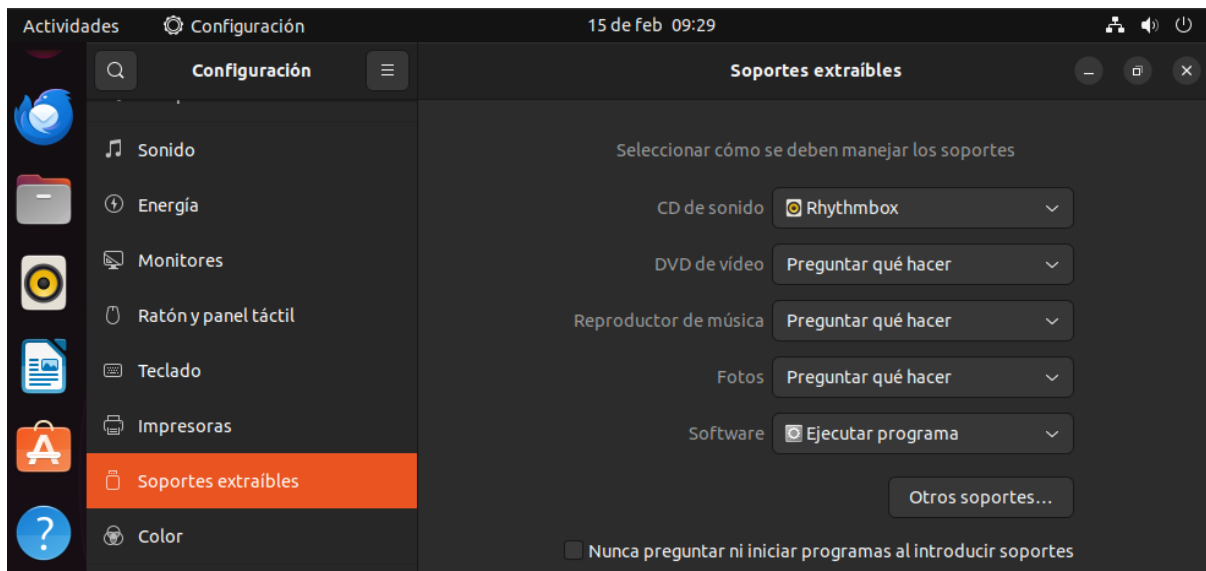 Actividades Configuración 15 de feb 09:29
Configuración
Soportes extraíbles
Sonido
Energía
Monitores
Ratón y panel táctil
Teclado
Impresoras
Soportes extraíbles
Color
Seleccionar cómo se deben manejar los soportes
CD de sonido Rhythmbox
DVD de vídeo Preguntar qué hacer
Reproductor de música Preguntar qué hacer
Fotos Preguntar qué hacer
Software Ejecutar programa
Otros soportes...
Nunca preguntar ni iniciar programas al introducir soportes